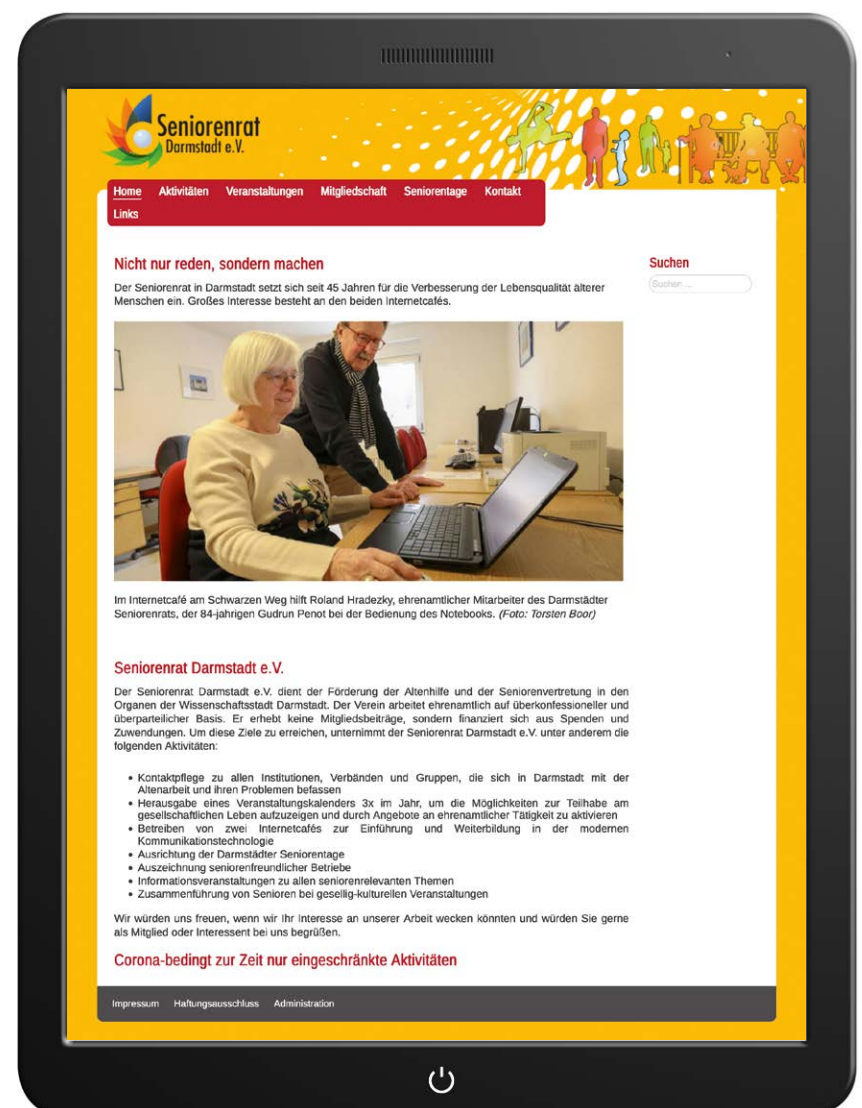 Seniorenrat
Darmstadt e.V.
Home Aktivitäten Veranstaltungen Mitgliedschaft Seniorentage Kontakt
Links
Nicht nur reden, sondern machen
Suchen
Der Seniorenrat in Darmstadt setzt sich seit 45 Jahren für die Verbesserung der Lebensqualität älterer
Suchen ...
Menschen ein. Großes Interesse besteht an den beiden Internetcafés.
Im Internetcafé am Schwarzen Weg hilft Roland Hradezky, ehrenamtlicher Mitarbeiter des Darmstädter
Seniorenrats, der 84-jahrigen Gudrun Penot bei der Bedienung des Notebooks. (Foto: Torsten Boor)
Seniorenrat Darmstadt e.V.
Der Seniorenrat Darmstadt e.V. dient der Förderung der Altenhilfe und der Seniorenvertretung in den
Organen der Wissenschaftsstadt Darmstadt. Der Verein arbeitet ehrenamtlich auf überkonfessioneller und
überparteilicher Basis. Er erhebt keine Mitgliedsbeiträge, sondern finanziert sich aus Spenden und
Zuwendungen. Um diese Ziele zu erreichen, unternimmt der Seniorenrat Darmstadt e.V. unter anderem die
folgenden Aktivitäten:
• Kontaktpflege zu allen Institutionen, Verbänden und Gruppen, die sich in Darmstadt mit der
Altenarbeit und ihren Problemen befassen
• Herausgabe eines Veranstaltungskalenders 3x im Jahr, um die Möglichkeiten zur Teilhabe am
gesellschaftlichen Leben aufzuzeigen und durch Angebote an ehrenamtlicher Tätigkeit zu aktivieren
• Betreiben von zwei Internetcafés zur Einführung und Weiterbildung in der modernen
Kommunikationstechnologie
• Ausrichtung der Darmstädter Seniorentage
• Auszeichnung seniorenfreundlicher Betriebe
• Informationsveranstaltungen zu allen seniorenrelevanten Themen
• Zusammenführung von Senioren bei gesellig-kulturellen Veranstaltungen
Wir würden uns freuen, wenn wir Ihr Interesse an unserer Arbeit wecken könnten und würden Sie gerne
als Mitglied oder Interessent bei uns begrüßen.
Corona-bedingt zur Zeit nur eingeschränkte Aktivitäten
Impressum Haftungsausschluss Administration